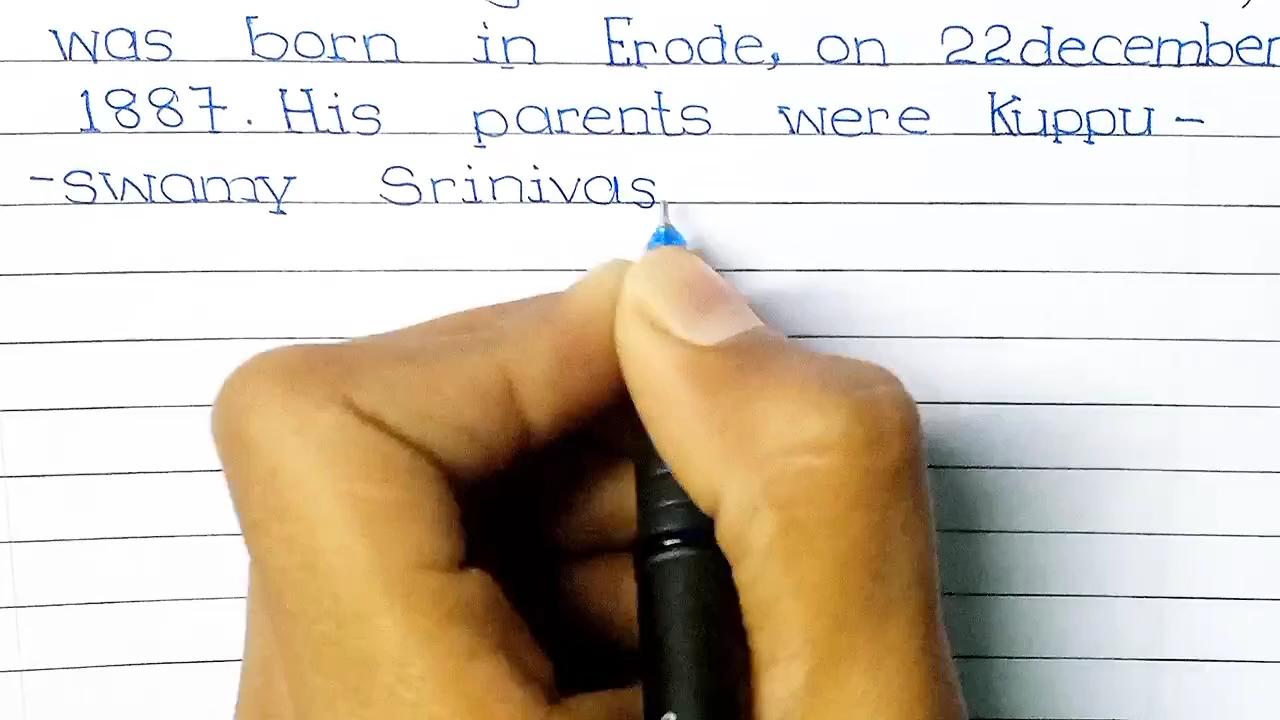 was born in Erode, on 22december
1887. His parents were Kuppu-
-swamy Srinivas